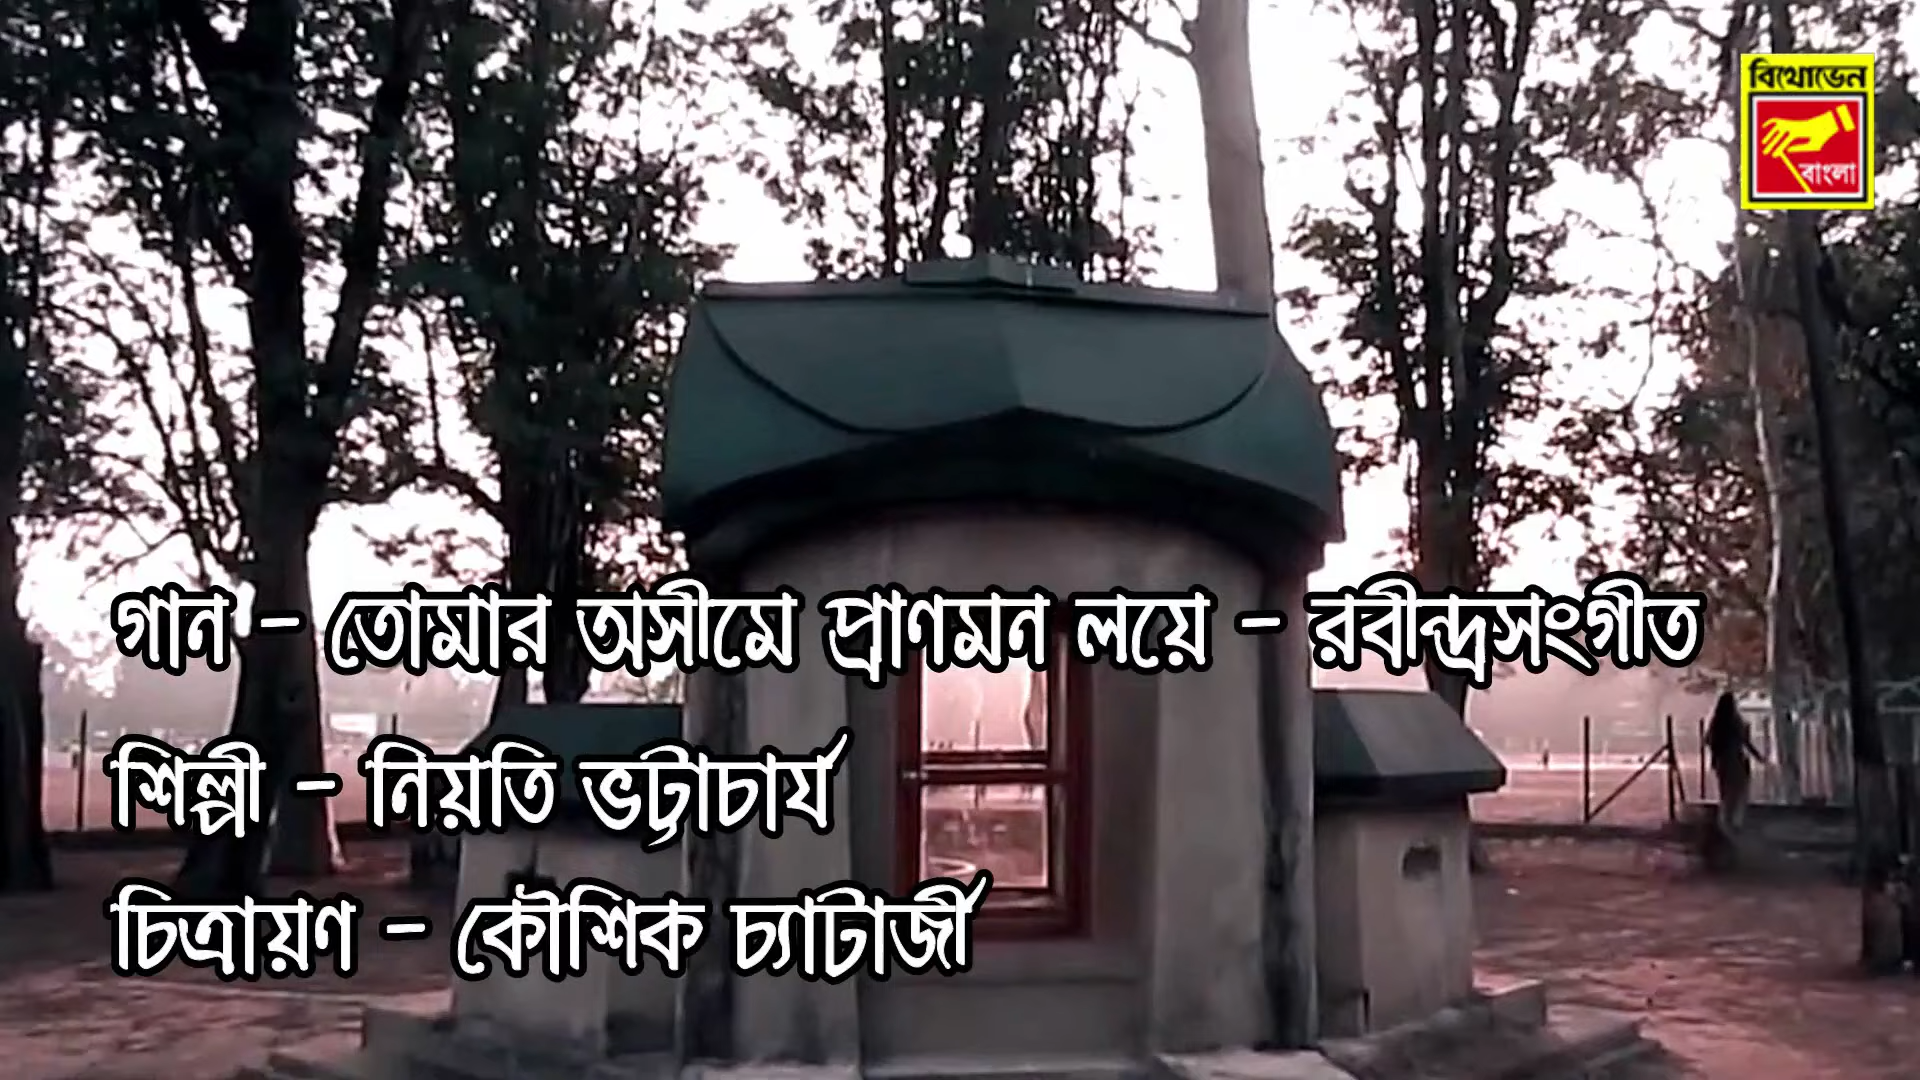 বিথোভেন
বাংলা
গান - তোমার অসীমে প্রাণমন লয়ে - রবীন্দ্রসংগীত
শিল্পী - নিয়তি ভট্টাচার্য
চিত্রায়ণ - কৌশিক চ্যাটার্জী